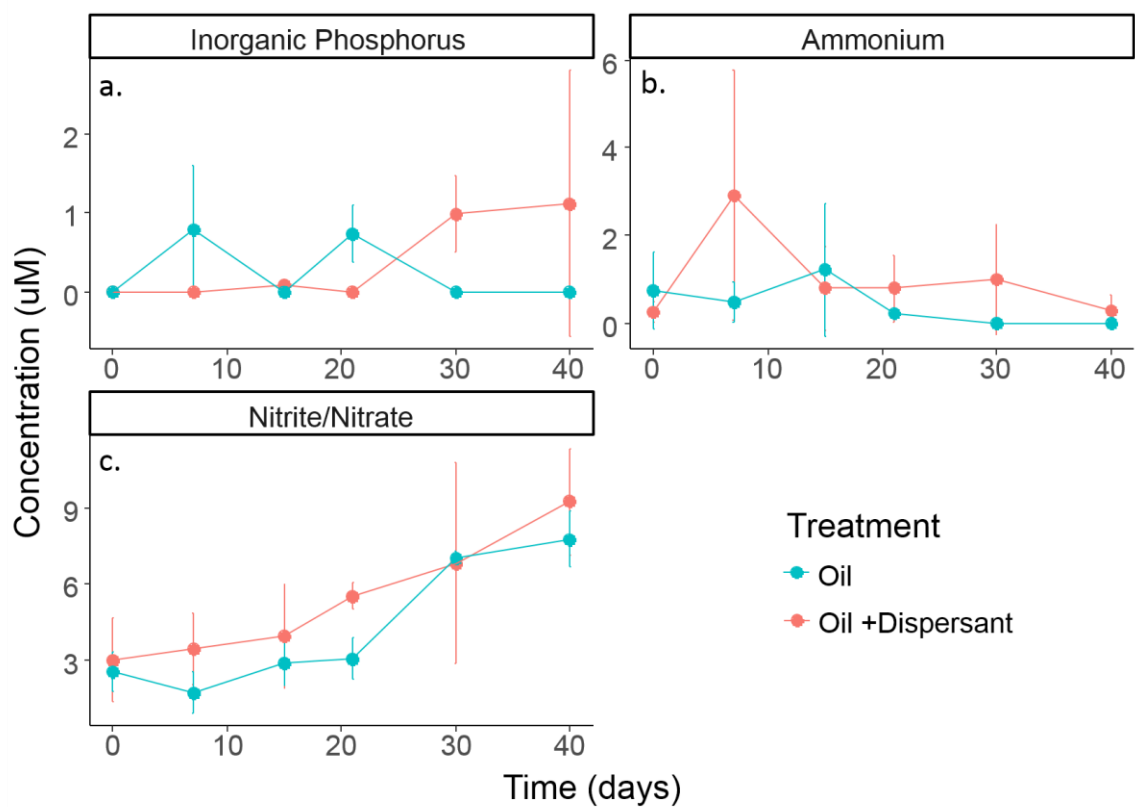 Inorganic Phosphorus
a.
2
1
0
0 10 20 30 40
Ammonium
b.
6
4
2
0
0 10 20 30 40
Nitrite/Nitrate
c.
9
6
3
0 10 20 30 40
Concentration (uM)
Time (days)
Treatment
Oil
Oil +Dispersant